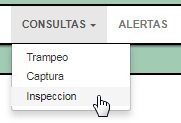 CONSULTAS ALERTAS
Trampeo
Captura
Inspeccion